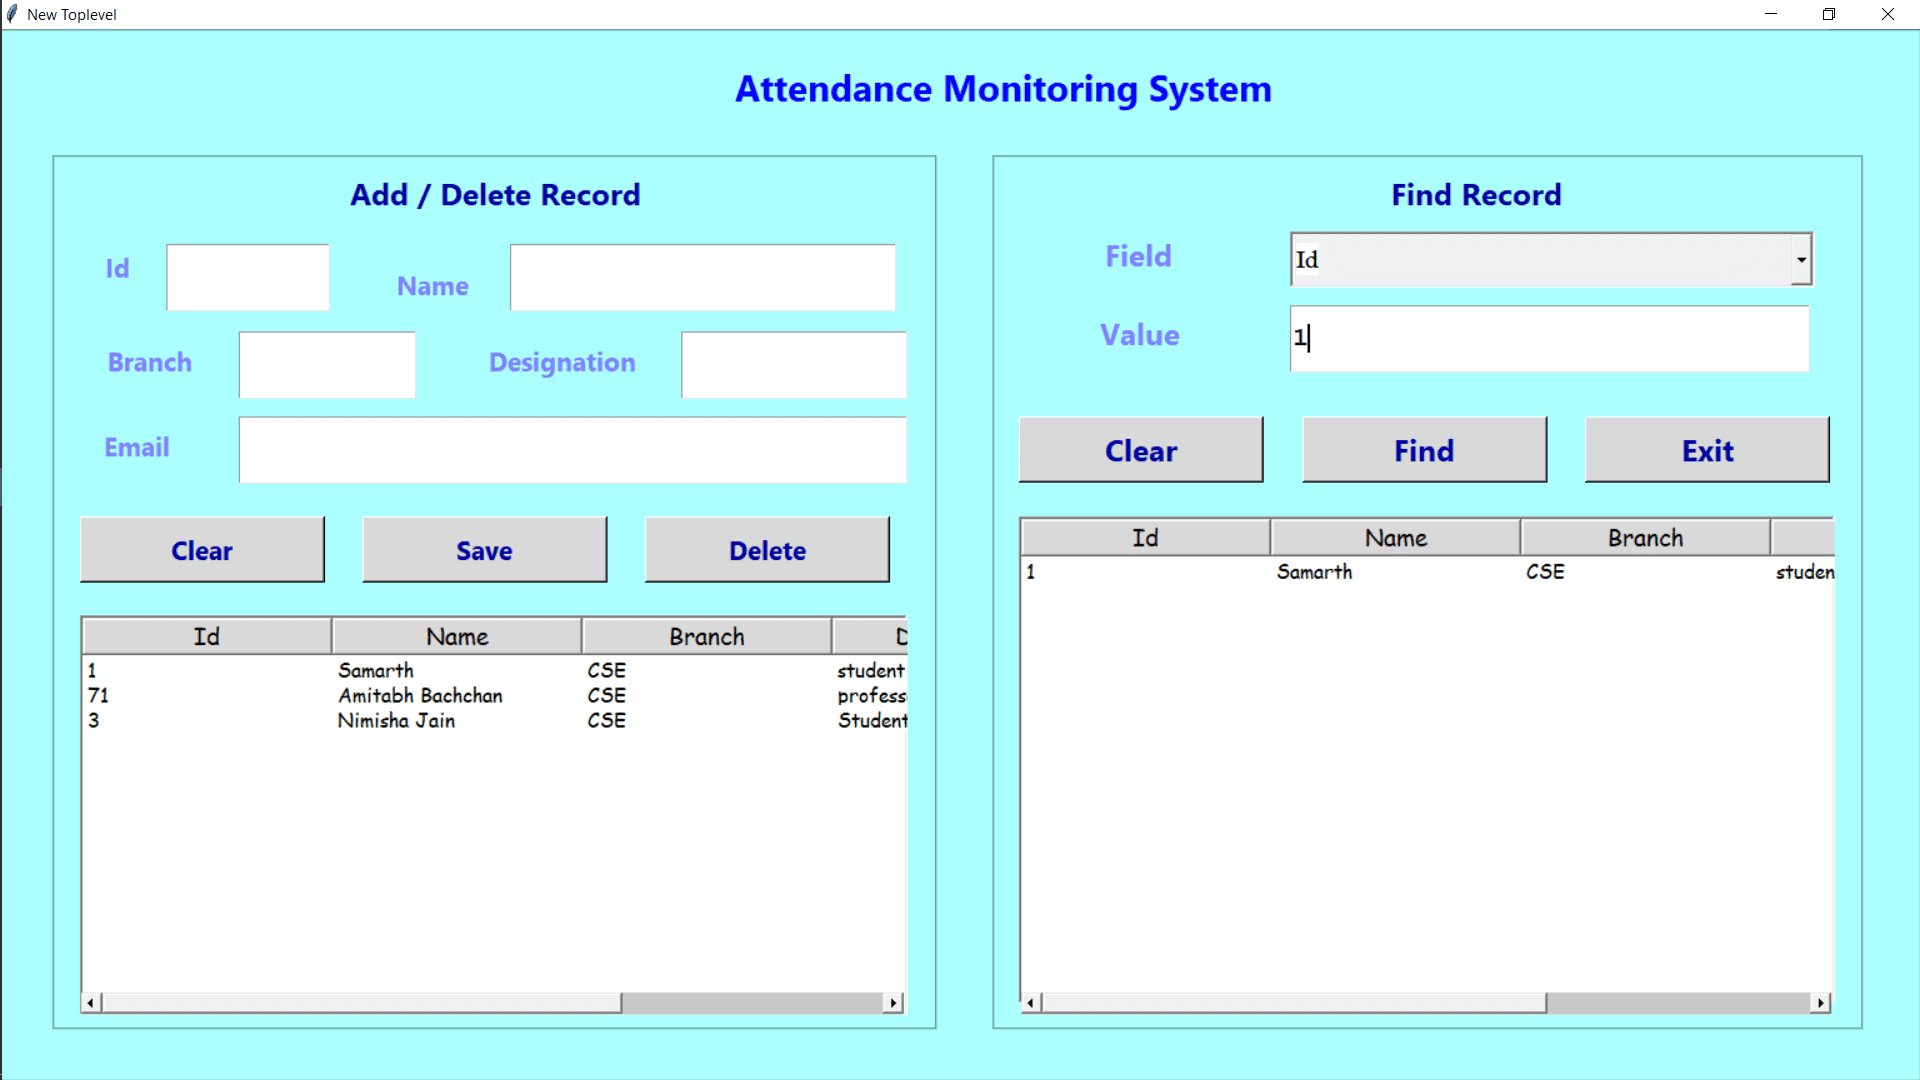 New Toplevel
Attendance Monitoring System
Add / Delete Record
Id
Name
Branch
Designation
Email
Clear Save Delete
Id Name Branch D
1 Samarth CSE student
71 Amitabh Bachchan CSE profess
3 Nimisha Jain CSE Student
Find Record
Field Id
Value 1
Clear Find Exit
Id Name Branch
1 Samarth CSE studen